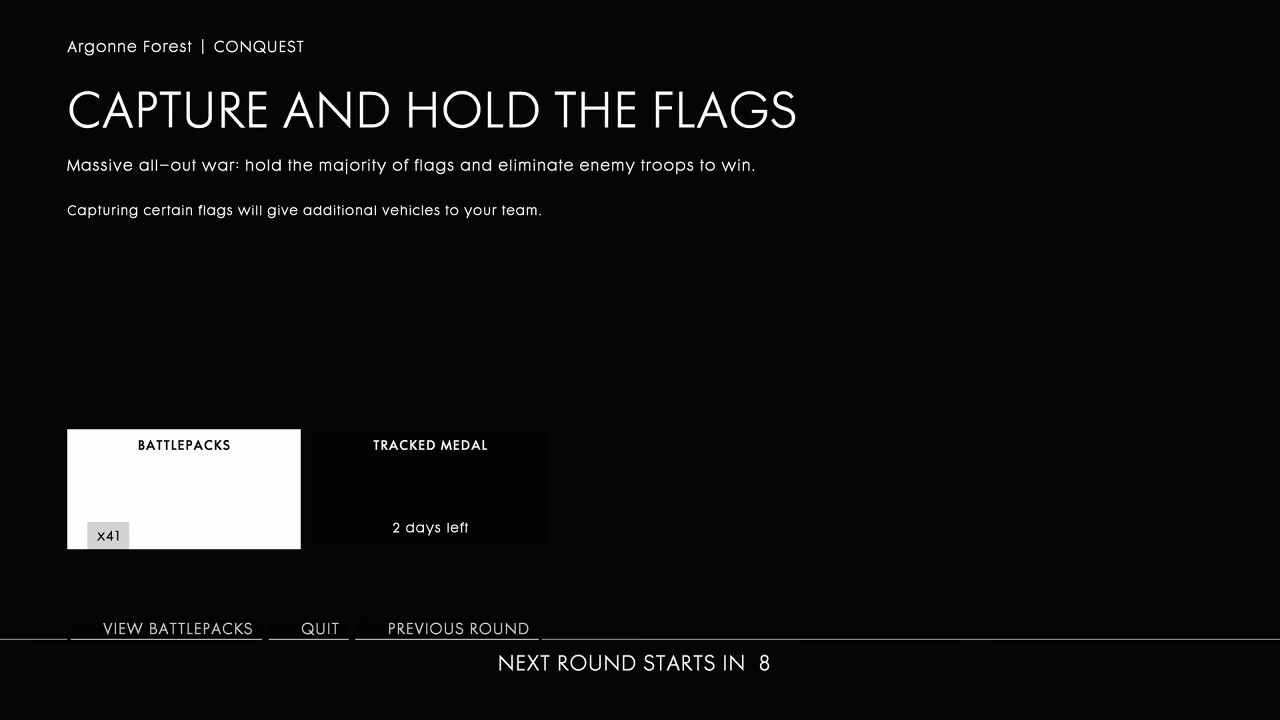 Argonne Forest | CONQUEST
CAPTURE AND HOLD THE FLAGS
Massive all-out war: hold the majority of flags and eliminate enemy troops to win.
Capturing certain flags will give additional vehicles to your team.
BATTLEPACKS
TRACKED MEDAL
x41
2 days left
VIEW BATTLEPACKS
QUIT
PREVIOUS ROUND
NEXT ROUND STARTS IN 8